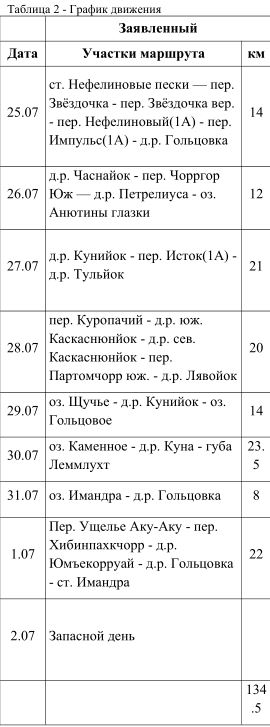 Таблица 2 - График движения
Заявленный
Дата Участки маршрута км
ст. Нефелиновые пески — пер.
Звёздочка - пер. Звёздочка вер.
25.07 - пер. Нефелиновый(1А) - пер. 14
Импульс(1А) - д.р. Гольцовка
д.р. Часнайок - пер. Чорргор
26.07 Юж — д.р. Петрелиуса - оз. 12
Анютины глазки
27.07 д.р. Кунийок - пер. Исток(1А) - 21
д.р. Тульйок
пер. Куропачий - д.р. юж.
Каскаснюнйок - д.р. сев.
28.07 Каскаснюнйок - пер. 20
Партомчорр юж. - д.р. Лявойок
29.07 оз. Щучье - д.р. Кунийок - оз. 14
Гольцовое
30.07 оз. Каменное - д.р. Куна - губа 23.
Леммлухт 5
31.07 оз. Имандра - д.р. Гольцовка 8
Пер. Ущелье Аку-Аку - пер.
Хибинпахкчорр - д.р.
1.07 Юмъекорруай - д.р. Гольцовка 22
- ст. Имандра
2.07 Запасной день
134
.5